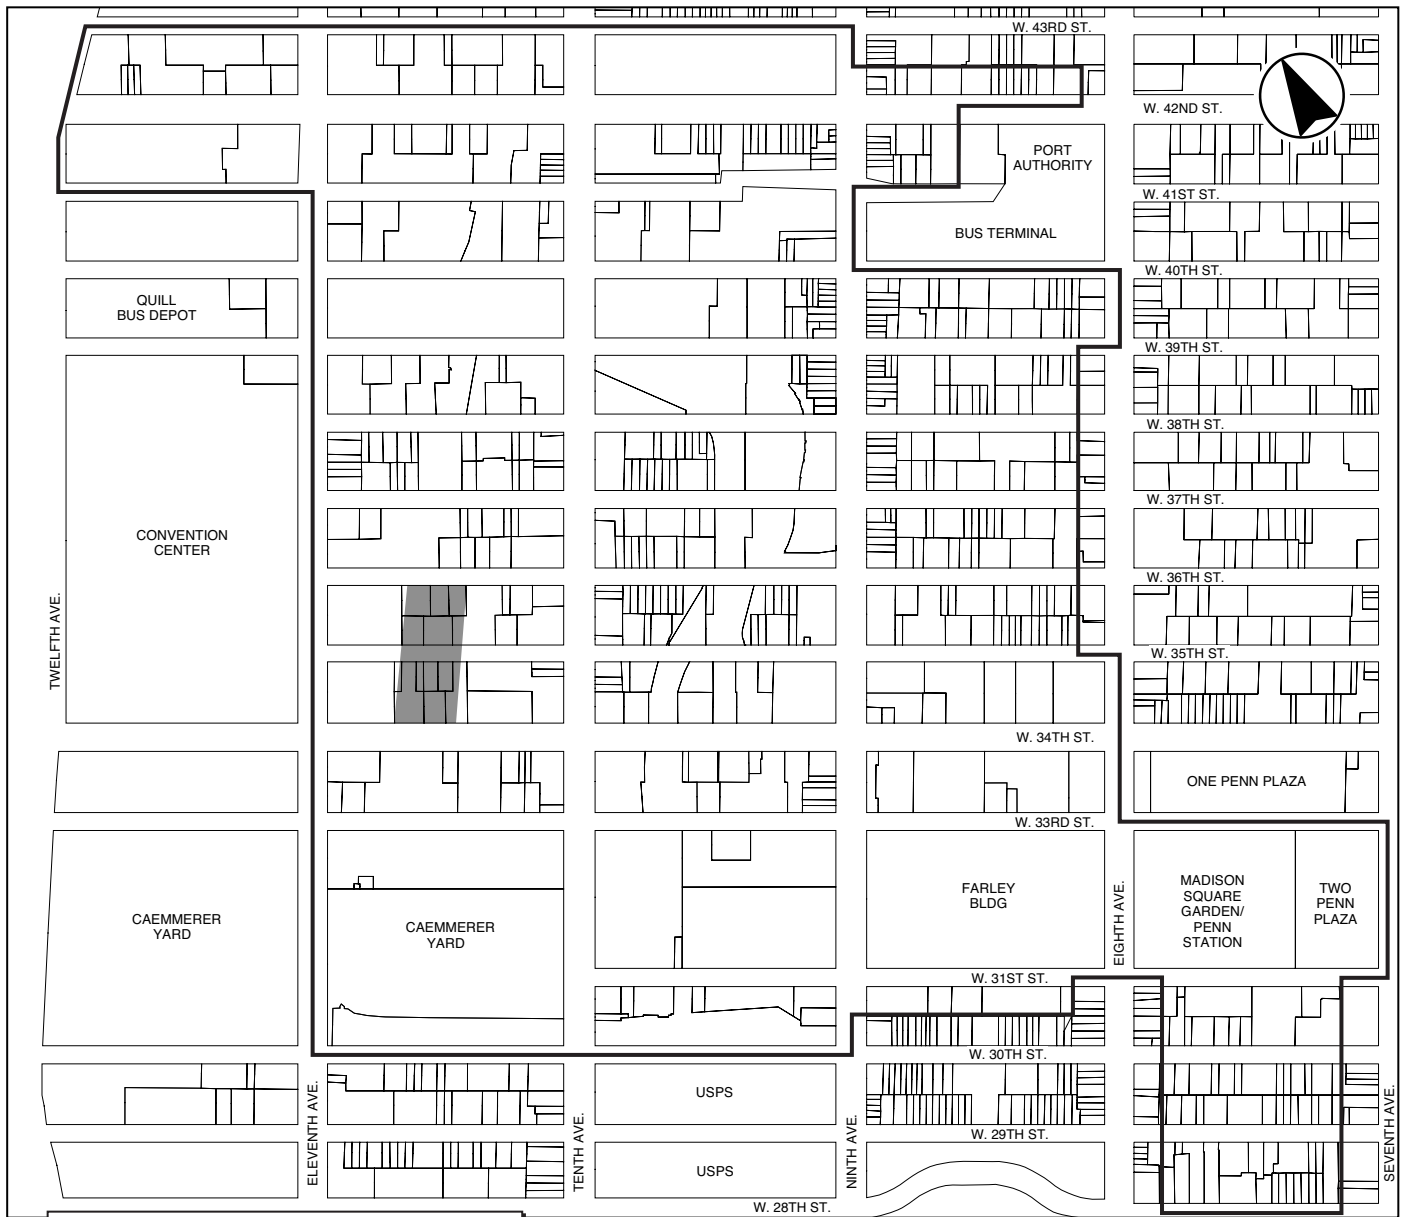 W. 43RD ST.
W. 42ND ST.
PORT
AUTHORITY
W. 41ST ST.
BUS TERMINAL
W. 40TH ST.
QUILL
BUS DEPOT
W. 39TH ST.
W. 38TH ST.
W. 37TH ST.
CONVENTION
CENTER
W. 36TH ST.
TWELFTH AVE.
W. 35TH ST.
W. 34TH ST.
ONE PENN PLAZA
W. 33RD ST.
CAEMMERER
YARD
CAEMMERER
YARD
FARLEY
BLDG
EIGHTH AVE.
MADISON
SQUARE
GARDEN/
PENN
STATION
TWO
PENN
PLAZA
W. 31ST ST.
W. 30TH ST.
USPS
W. 29TH ST.
ELEVENTH AVE.
TENTH AVE.
USPS
NINTH AVE.
SEVENTH AVE.
W. 28TH ST.